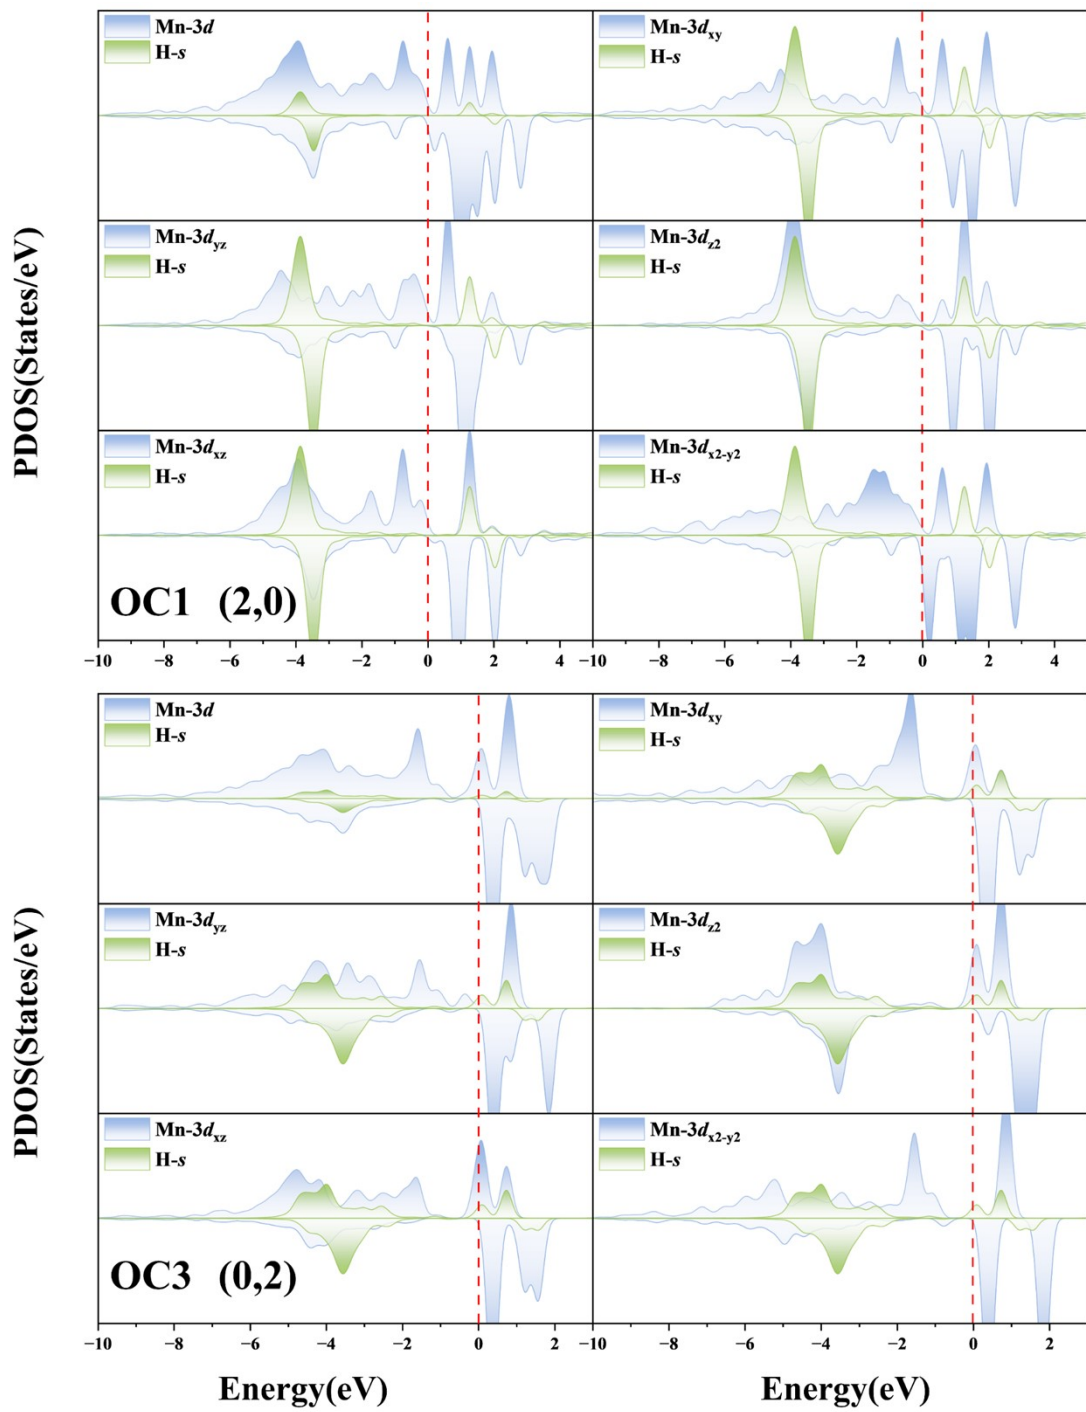 PDOS(States/eV)
Mn-3d
H-s
Mn-3dxy
H-s
Mn-3dyz
H-s
Mn-3dz2
H-s
Mn-3dxz
H-s
Mn-3dx2-y2
H-s
OC1 (2,0)
−10 −8 −6 −4 −2 0 2 4 −10 −8 −6 −4 −2 0 2 4
PDOS(States/eV)
Mn-3d
H-s
Mn-3dxy
H-s
Mn-3dyz
H-s
Mn-3dz2
H-s
Mn-3dxz
H-s
Mn-3dx2-y2
H-s
OC3 (0,2)
−10 −8 −6 −4 −2 0 2 −10 −8 −6 −4 −2 0 2
Energy(eV) Energy(eV)